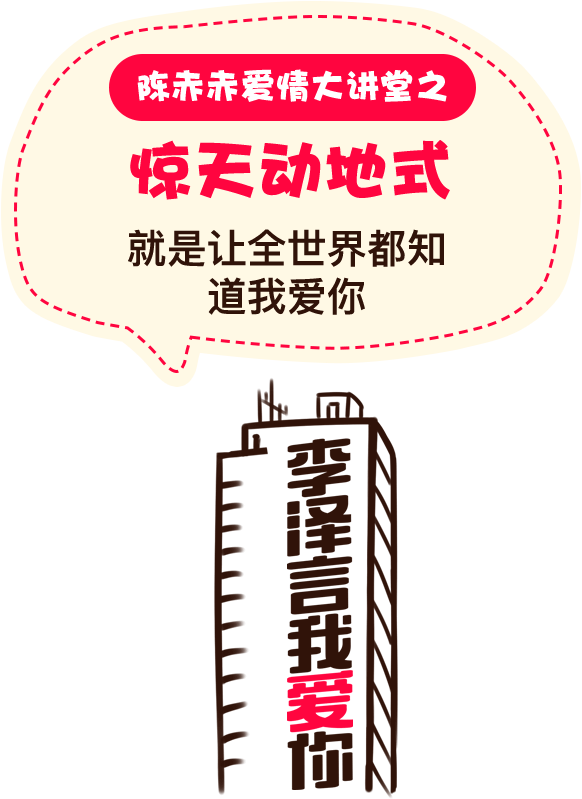 陈赤赤爱情大讲堂之
惊天动地式
就是让全世界都知
道我爱你
李泽言我爱你